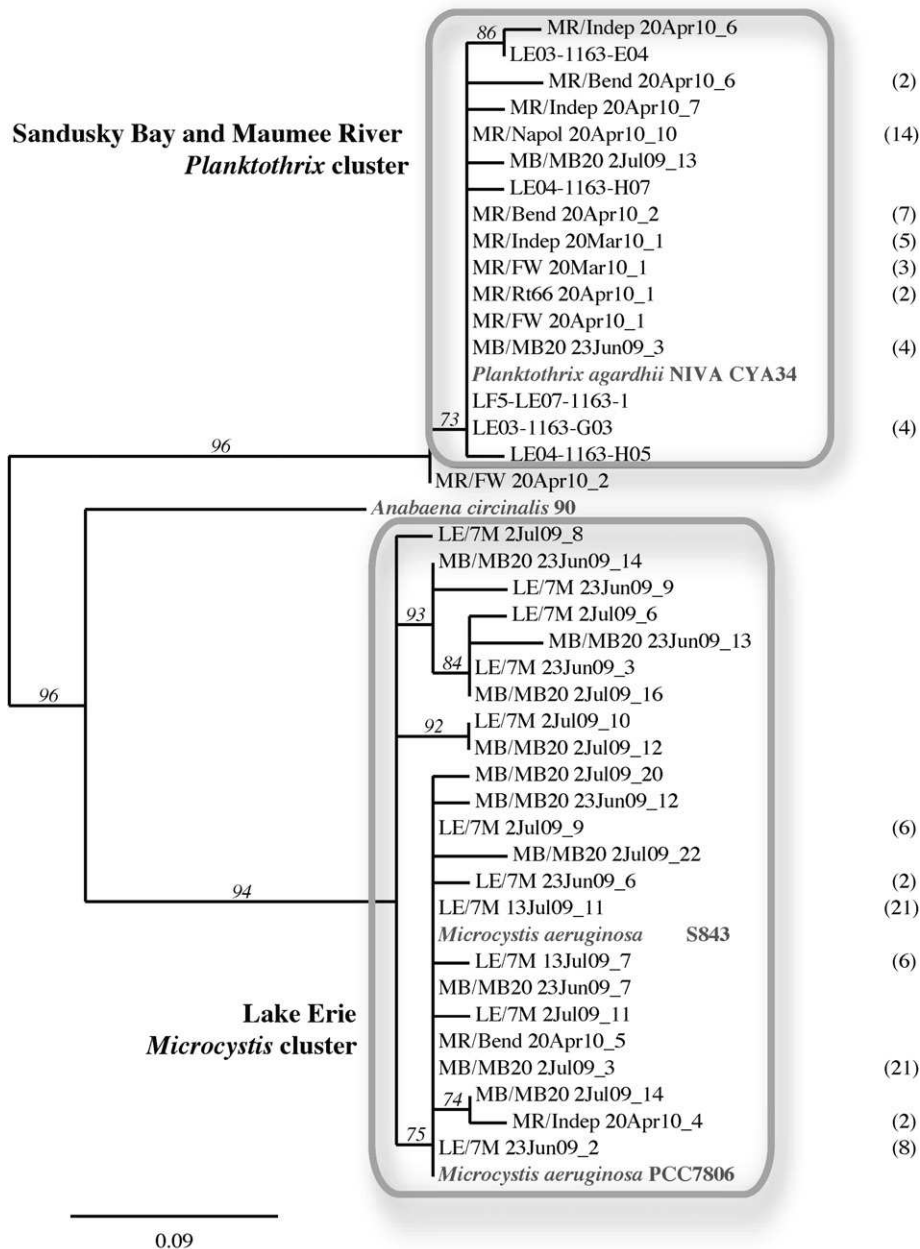 86
MR/Indep 20Apr10_6
LE03-1163-E04
MR/Bend 20Apr10_6 (2)
MR/Indep 20Apr10_7
Sandusky Bay and Maumee River
Planktothrix cluster
MR/Napol 20Apr10_10 (14)
MB/MB20 2Jul09_13
LE04-1163-H07
MR/Bend 20Apr10_2 (7)
MR/Indep 20Mar10_1 (5)
MR/FW 20Mar10_1 (3)
MR/Rt66 20Apr10_1 (2)
MR/FW 20Apr10_1
MB/MB20 23Jun09_3 (4)
Planktothrix agardhii NIVA CYA34
LF5-LE07-1163-1
73
LE03-1163-G03 (4)
96
LE04-1163-H05
MR/FW 20Apr10_2
Anabaena circinalis 90
LE/7M 2Jul09_8
MB/MB20 23Jun09_14
LE/7M 23Jun09_9
93
LE/7M 2Jul09_6
MB/MB20 23Jun09_13
84
LE/7M 23Jun09_3
MB/MB20 2Jul09_16
96
92
LE/7M 2Jul09_10
MB/MB20 2Jul09_12
MB/MB20 2Jul09_20
MB/MB20 23Jun09_12
LE/7M 2Jul09_9 (6)
MB/MB20 2Jul09_22
LE/7M 23Jun09_6 (2)
94
LE/7M 13Jul09_11 (21)
Microcystis aeruginosa S843
LE/7M 13Jul09_7 (6)
MB/MB20 23Jun09_7
Lake Erie
Microcystis cluster
LE/7M 2Jul09_11
MR/Bend 20Apr10_5
MB/MB20 2Jul09_3 (21)
74
MB/MB20 2Jul09_14
MR/Indep 20Apr10_4 (2)
75
LE/7M 23Jun09_2 (8)
Microcystis aeruginosa PCC7806
0.09